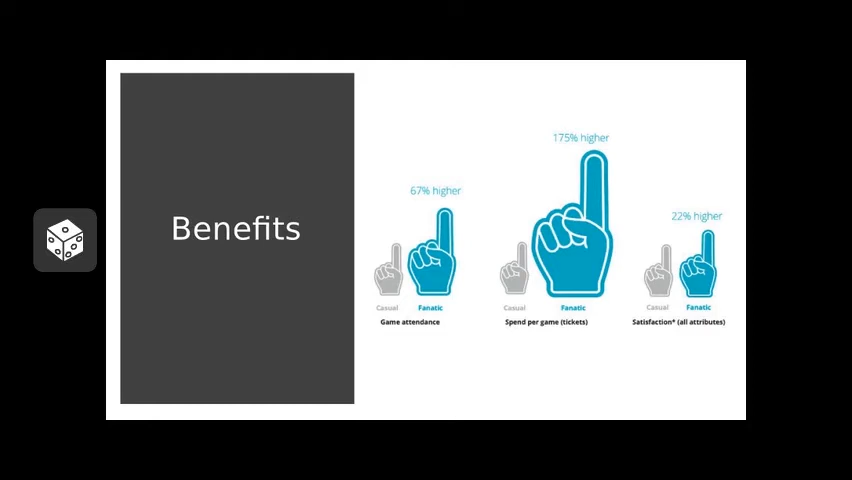 Benefits
175% higher
67% higher
22% higher
Casual Fanatic
Casual Fanatic
Casual Fanatic
Game attendance
Spend per game (tickets)
Satisfaction* (all attributes)